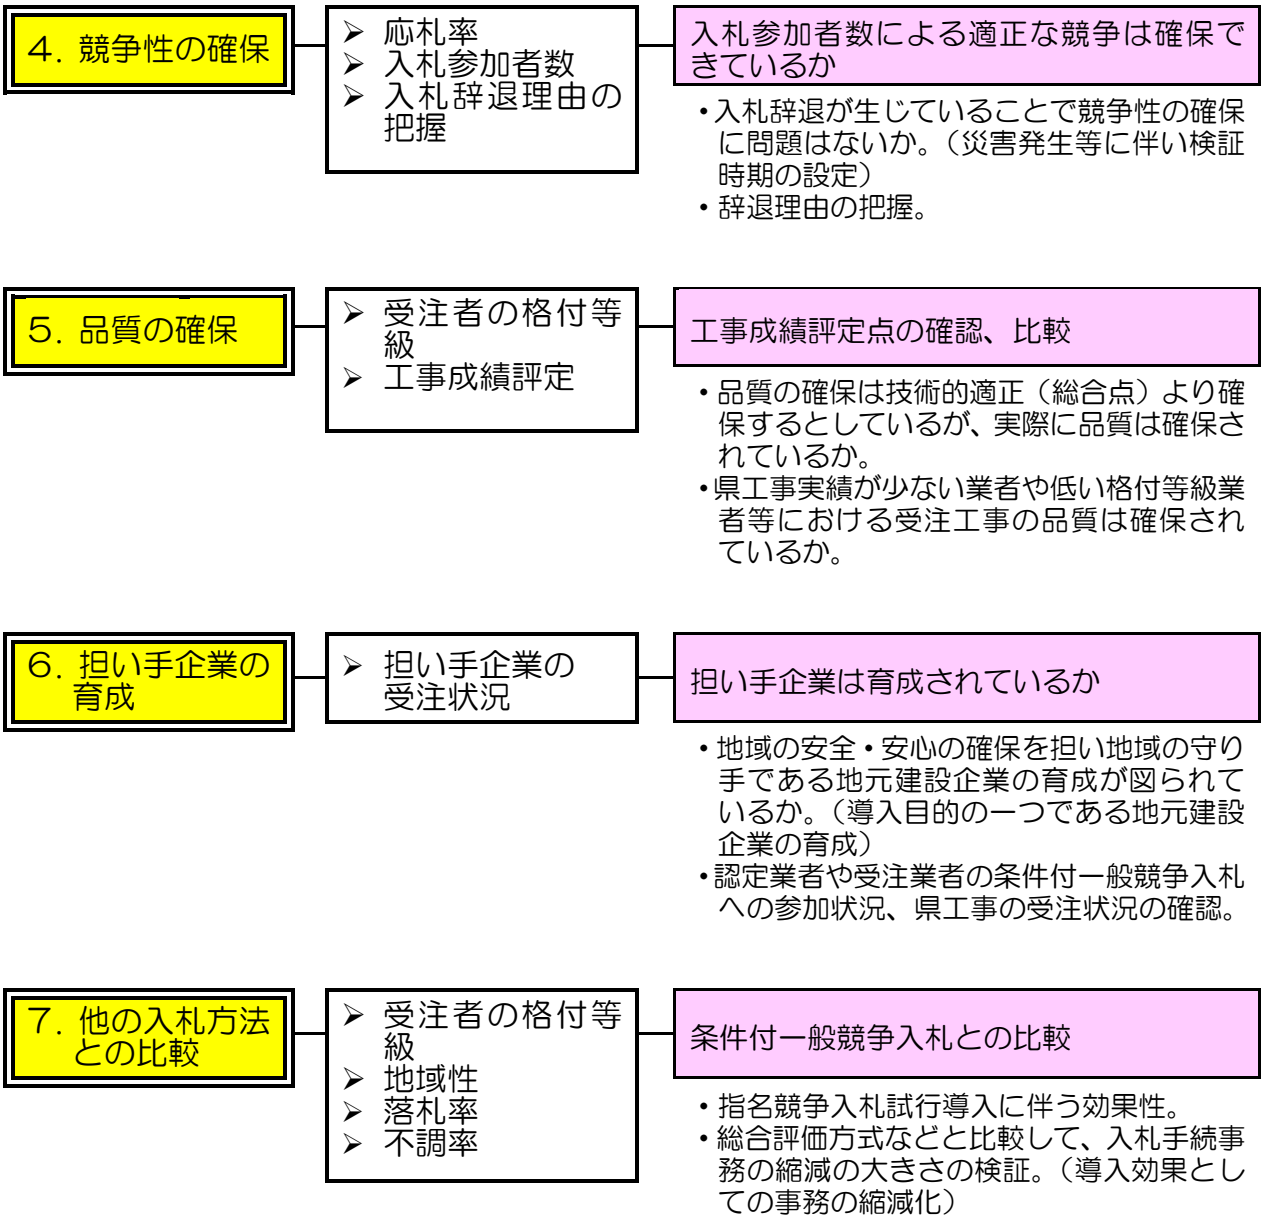 4. 競争性の確保
➢ 応札率
➢ 入札参加者数
➢ 入札辞退理由の
把握
入札参加者数による適正な競争は確保で
きているか
・入札辞退が生じていることで競争性の確保
に問題はないか。（災害発生等に伴い検証
時期の設定）
・辞退理由の把握。
5. 品質の確保
➢ 受注者の格付等
級
➢ 工事成績評定
工事成績評定点の確認、比較
・品質の確保は技術的適正（総合点）より確
保するとしているが、実際に品質は確保さ
れているか。
・県工事実績が少ない業者や低い格付等級業
者等における受注工事の品質は確保され
ているか。
6. 担い手企業の
育成
➢ 担い手企業の
受注状況
担い手企業は育成されているか
・地域の安全・安心の確保を担い地域の守り
手である地元建設企業の育成が図られて
いるか。（導入目的の一つである地元建設
企業の育成）
・認定業者や受注業者の条件付一般競争入札
への参加状況、県工事の受注状況の確認。
7. 他の入札方法
との比較
➢ 受注者の格付等
級
➢ 地域性
➢ 落札率
➢ 不調率
条件付一般競争入札との比較
・指名競争入札試行導入に伴う効果性。
・総合評価方式などと比較して、入札手続事
務の縮減の大きさの検証。（導入効果とし
ての事務の縮減化）